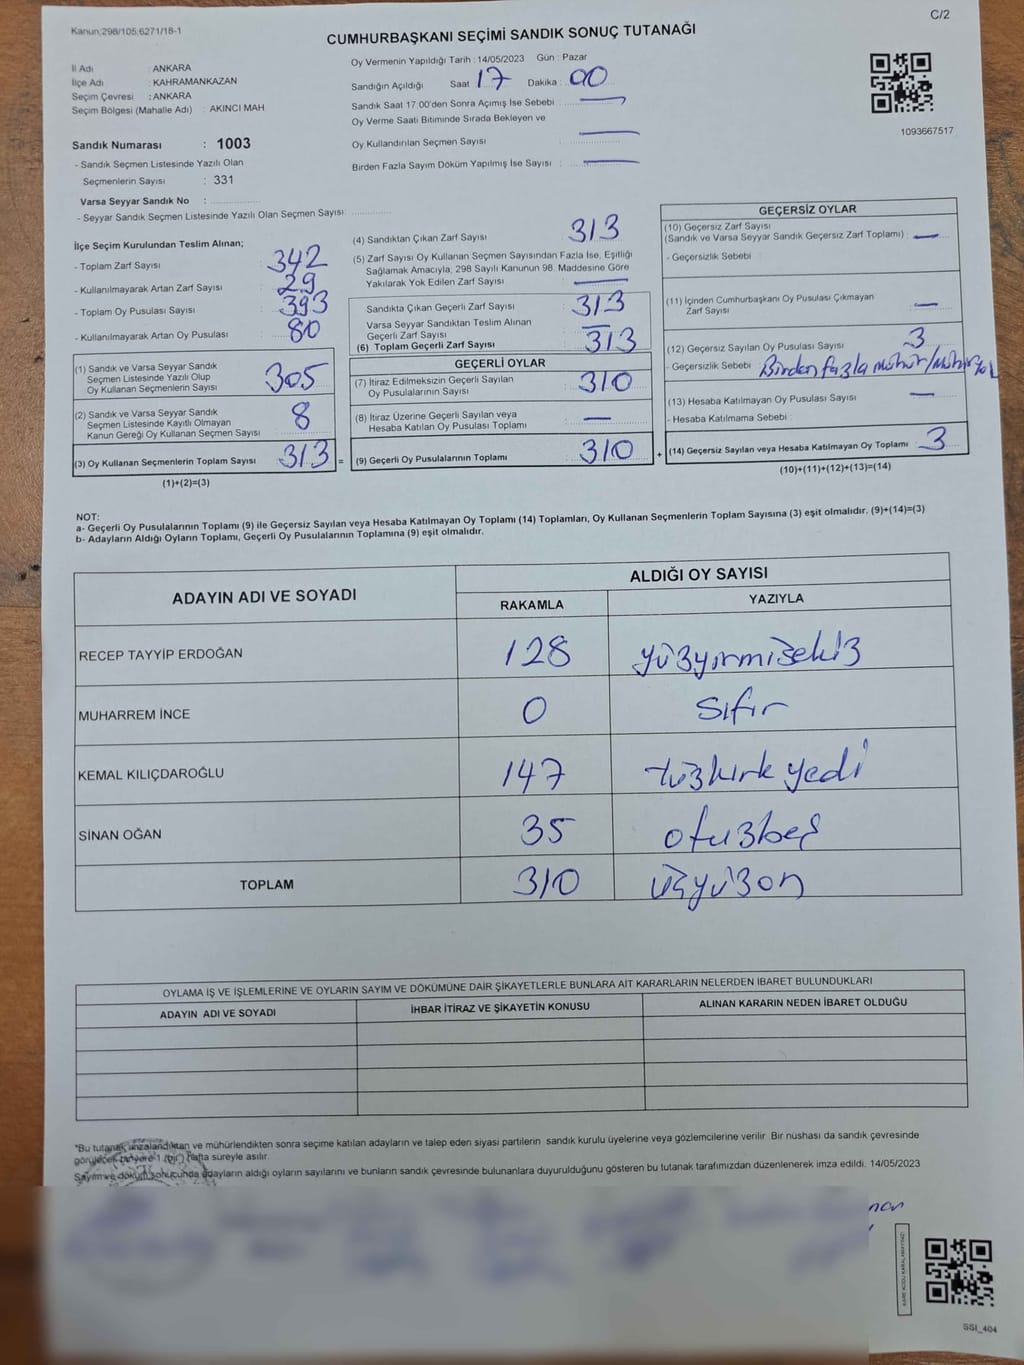 Kanun;298/105,6271/18-1
C/2
CUMHURBAŞKANI SEÇİMİ SANDIK SONUÇ TUTANAĞI
İl Adı : ANKARA
İlçe Adı : KAHRAMANKAZAN
Seçim Çevresi : ANKARA
Seçim Bölgesi (Mahalle Adı) : AKINCI MAH
Sandık Numarası : 1003
- Sandık Seçmen Listesinde Yazılı Olan
Seçmenlerin Sayısı : 331
Varsa Seyyar Sandık No :
- Seyyar Sandık Seçmen Listesinde Yazılı Olan Seçmen Sayısı:
Oy Vermenin Yapıldığı Tarih : 14/05/2023 Gün : Pazar
Sandığın Açıldığı Saat 17 Dakika : 00
Sandık Saat 17.00'den Sonra Açımış İse Sebebi : —
Oy Verme Saati Bitiminde Sırada Bekleyen ve
Oy Kullandırılan Seçmen Sayısı : —
Birden Fazla Sayım Döküm Yapılmış İse Sayısı : —
1093667517
İlçe Seçim Kurulundan Teslim Alınan;
- Toplam Zarf Sayısı 342
- Kullanılmayarak Artan Zarf Sayısı 29
- Toplam Oy Pusulası Sayısı 393
- Kullanılmayarak Artan Oy Pusulası 80
(1) Sandık ve Varsa Seyyar Sandık
Seçmen Listesinde Yazılı Olup
Oy Kullanan Seçmenlerin Sayısı 305
(2) Sandık ve Varsa Seyyar Sandık
Seçmen Listesinde Kayıtlı Olmayan
Kanun Gereği Oy Kullanan Seçmen Sayısı 8
(3) Oy Kullanan Seçmenlerin Toplam Sayısı 313 =
(1)+(2)=(3)
(4) Sandıktan Çıkan Zarf Sayısı 313
(5) Zarf Sayısı Oy Kullanan Seçmen Sayısından Fazla İse, Eşitliği
Sağlamak Amacıyla, 298 Sayılı Kanunun 98. Maddesine Göre
Yakılarak Yok Edilen Zarf Sayısı —
Sandıkta Çıkan Geçerli Zarf Sayısı 313
Varsa Seyyar Sandıktan Teslim Alınan
Geçerli Zarf Sayısı —
(6) Toplam Geçerli Zarf Sayısı 313
GEÇERLİ OYLAR
(7) İtiraz Edilmeksizin Geçerli Sayılan
Oy Pusulalarının Sayısı 310
(8) İtiraz Üzerine Geçerli Sayılan veya
Hesaba Katılan Oy Pusulası Toplamı —
(9) Geçerli Oy Pusulalarının Toplamı 310 +
GEÇERSİZ OYLAR
(10) Geçersiz Zarf Sayısı
(Sandık ve Varsa Seyyar Sandık Geçersiz Zarf Toplamı) : —
- Geçersizlik Sebebi
(11) İçinden Cumhurbaşkanı Oy Pusulası Çıkmayan
Zarf Sayısı —
(12) Geçersiz Sayılan Oy Pusulası Sayısı 3
- Geçersizlik Sebebi Birden fazla mühür/
(13) Hesaba Katılmayan Oy Pusulası Sayısı —
- Hesaba Katılmama Sebebi :
(14) Geçersiz Sayılan veya Hesaba Katılmayan Oy Toplamı 3
(10)+(11)+(12)+(13)=(14)
NOT:
a- Geçerli Oy Pusulalarının Toplamı (9) ile Geçersiz Sayılan veya Hesaba Katılmayan Oy Toplamı (14) Toplamları, Oy Kullanan Seçmenlerin Toplam Sayısına (3) eşit olmalıdır. (9)+(14)=(3)
b- Adayların Aldığı Oyların Toplamı, Geçerli Oy Pusulalarının Toplamına (9) eşit olmalıdır.
ADAYIN ADI VE SOYADI ALDIĞI OY SAYISI
RAKAMLA YAZIYLA
RECEP TAYYİP ERDOĞAN 128 yüzyirmisekiz
MUHARREM İNCE 0 sıfır
KEMAL KILIÇDAROĞLU 147 yüzkırkyedi
SİNAN OĞAN 35 otuzbeş
TOPLAM 310 üçyüzon
OYLAMA İŞ VE İŞLEMLERİNE VE OYLARIN SAYIM VE DÖKÜMÜNE DAİR ŞİKAYETLERLE BUNLARA AİT KARARLARIN NELERDEN İBARET BULUNDUKLARI
ADAYIN ADI VE SOYADI İHBAR İTİRAZ VE ŞİKAYETİN KONUSU ALINAN KARARIN NEDEN İBARET OLDUĞU
"Bu tutanak imzalandıktan ve mühürlendikten sonra seçime katılan adayların ve talep eden siyasi partilerin sandık kurulu üyelerine veya gözlemcilerine verilir. Bir nüshası da sandık çevresinde
görülecek bir yere 1 (bir) hafta süreyle asılır.
Sayım ve döküm sonucunda adayların aldığı oyların sayılarını ve bunların sandık çevresinde bulunanlara duyurulduğunu gösteren bu tutanak tarafımızdan düzenlenerek imza edildi. 14/05/2023
KARE KODU KARALAMAYINIZ!
SSI_404